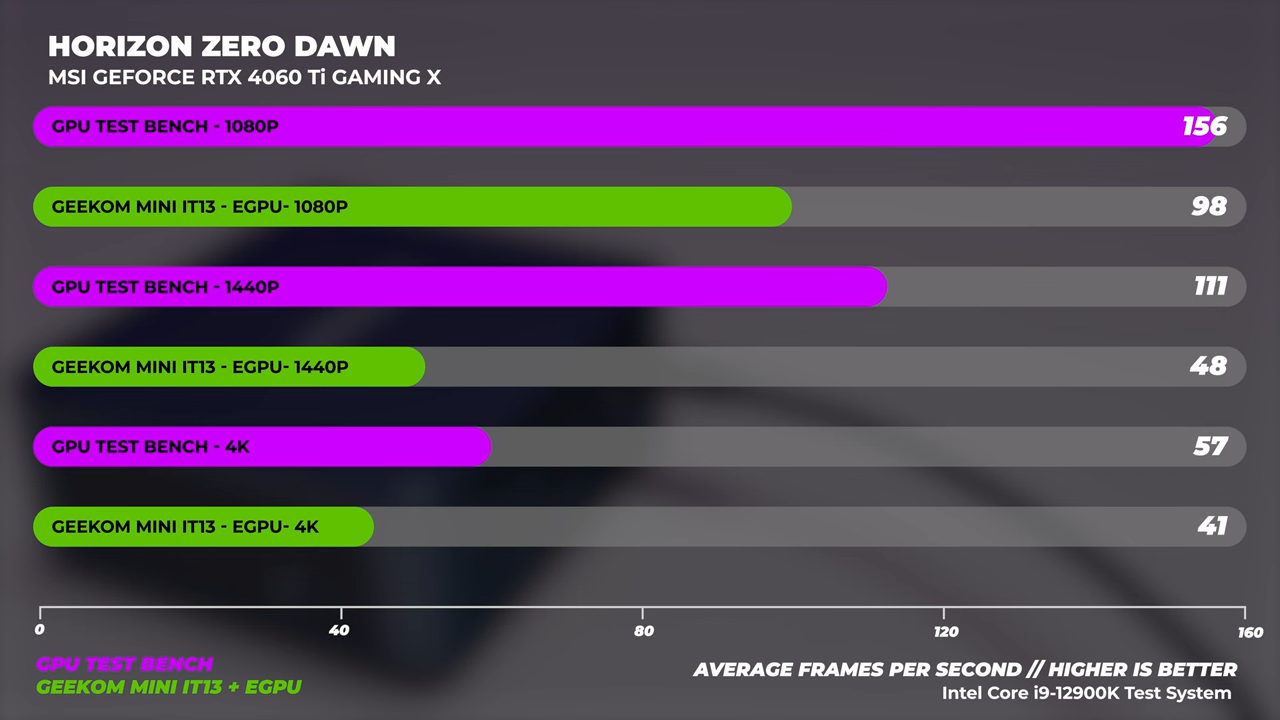 HORIZON ZERO DAWN
MSI GEFORCE RTX 4060 Ti GAMING X
GPU TEST BENCH - 1080P 156
GEEKOM MINI IT13 - EGPU- 1080P 98
GPU TEST BENCH - 1440P 111
GEEKOM MINI IT13 - EGPU- 1440P 48
GPU TEST BENCH - 4K 57
GEEKOM MINI IT13 - EGPU- 4K 41
0 40 80 120 160
GPU TEST BENCH
GEEKOM MINI IT13 + EGPU
AVERAGE FRAMES PER SECOND // HIGHER IS BETTER
Intel Core i9-12900K Test System